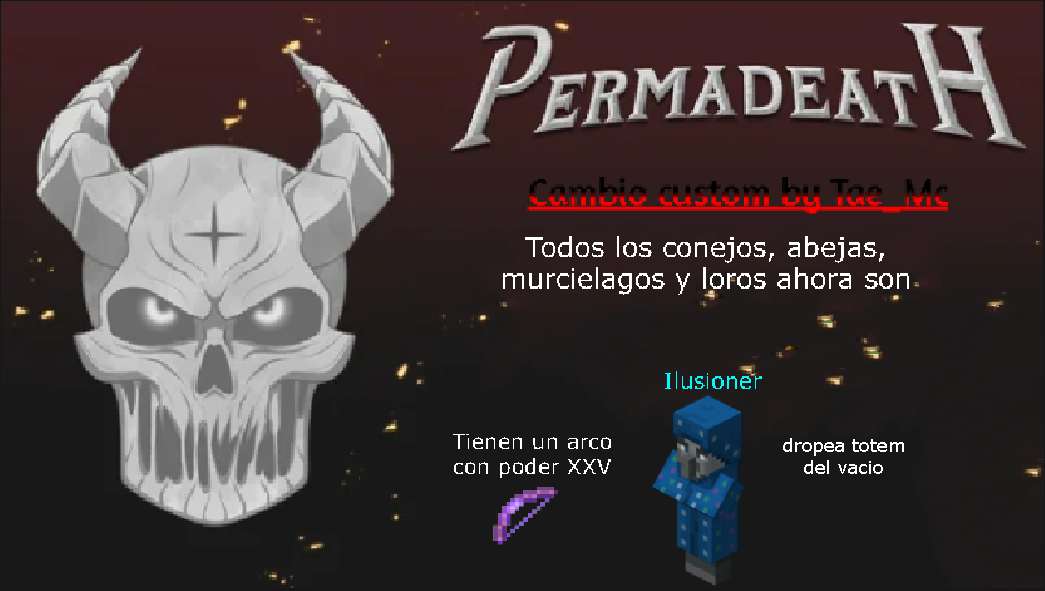 PERMADEATH
Cambio custom by Tae_Mc
Todos los conejos, abejas,
murcielagos y loros ahora son
Ilusioner
Tienen un arco
con poder XXV
dropea totem
del vacio